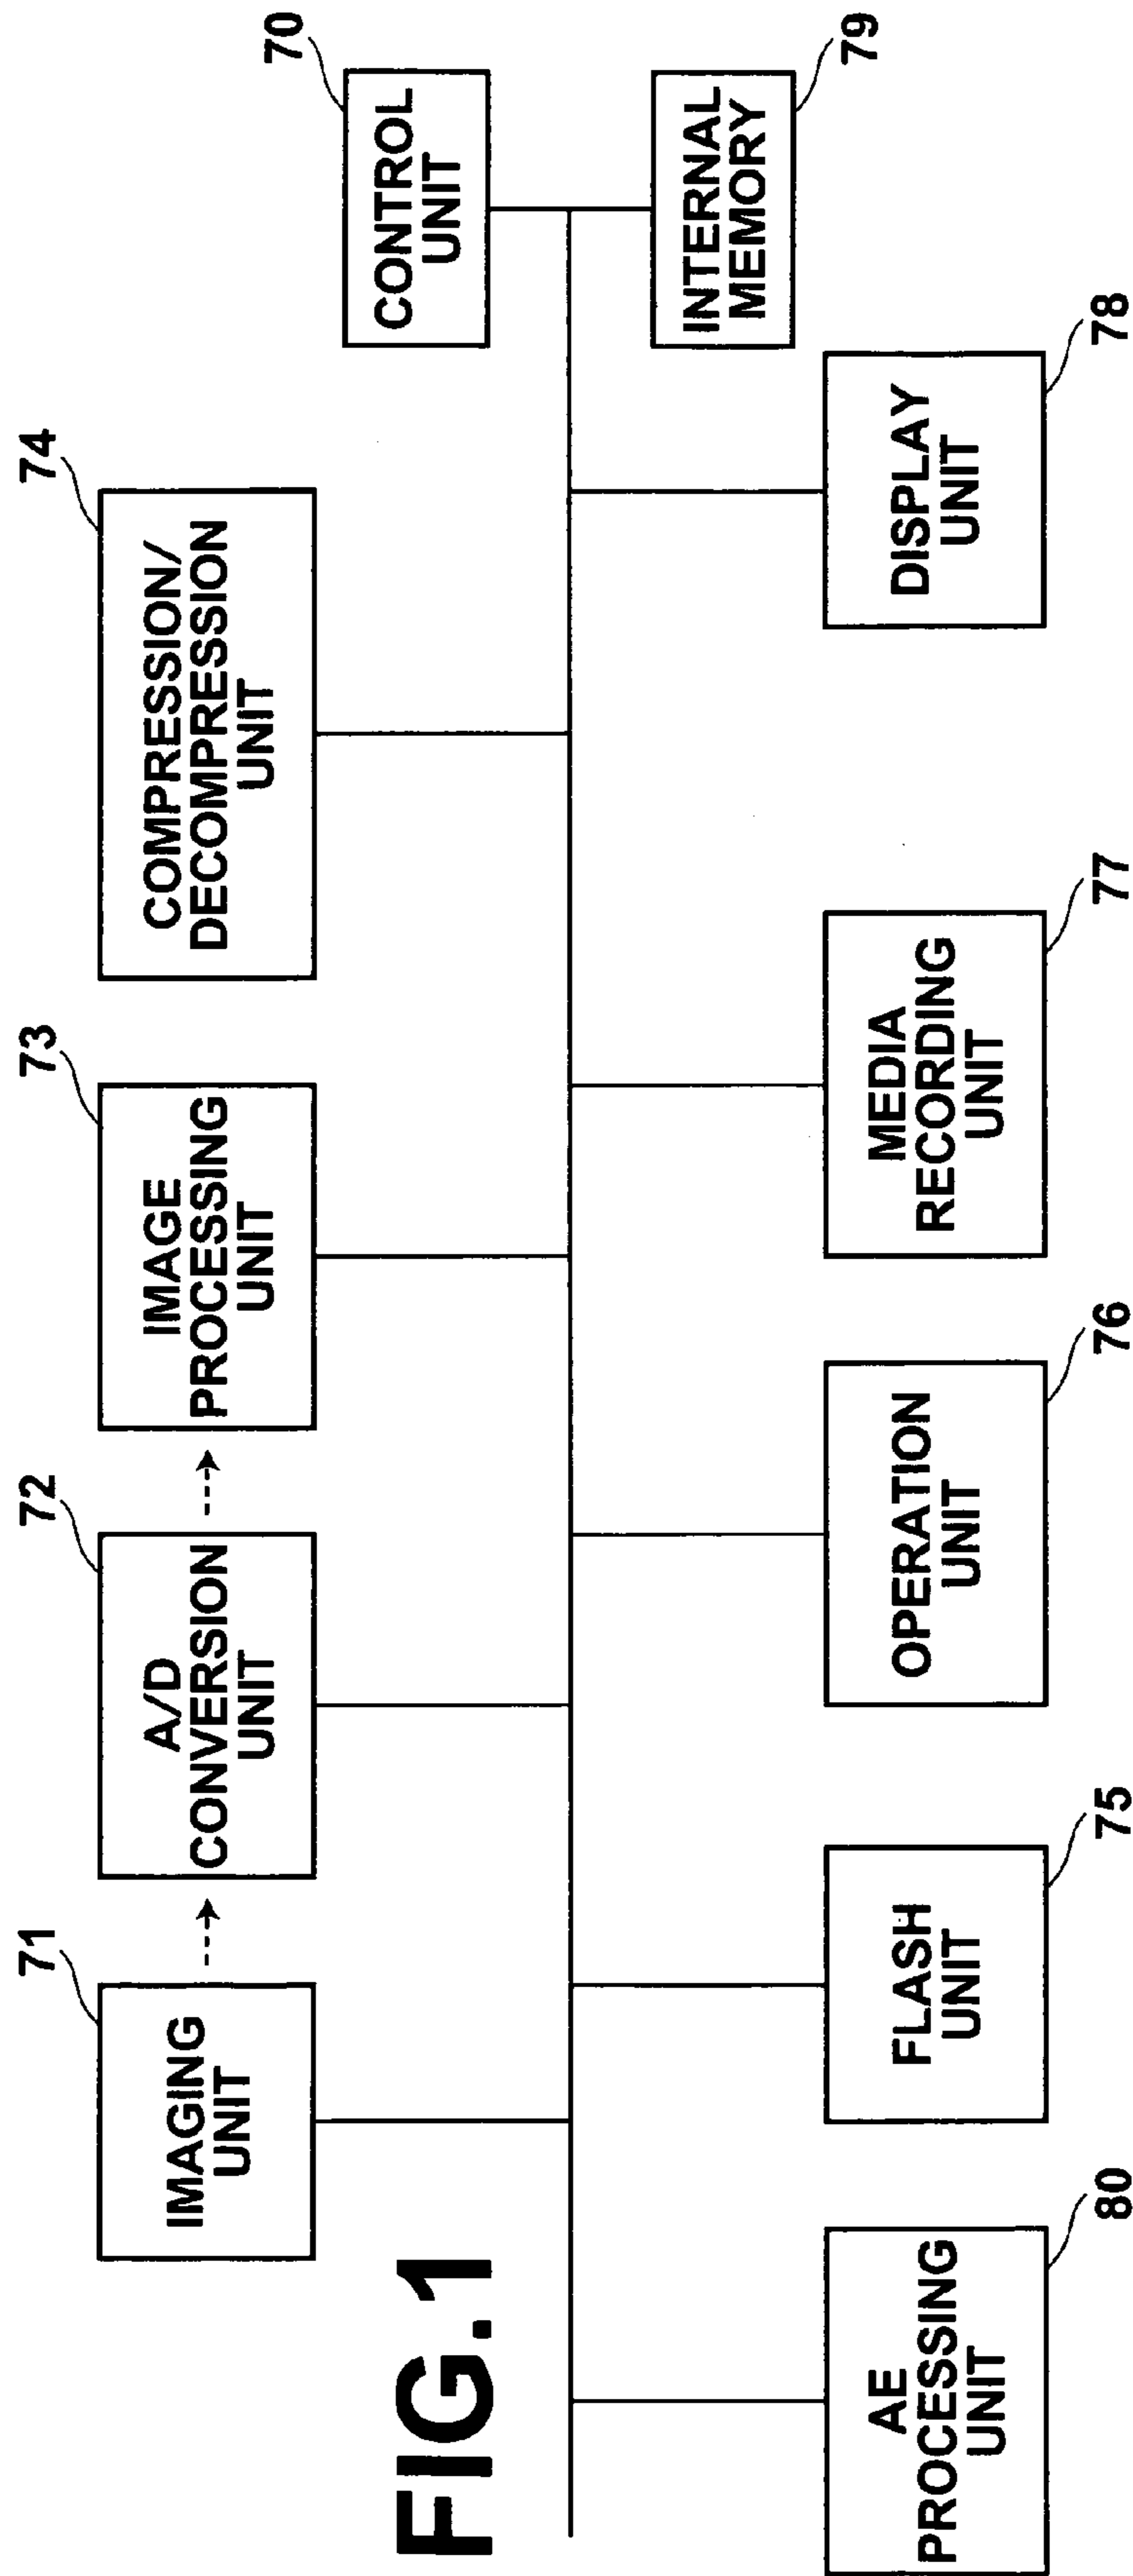 FIG.1
71
IMAGING
UNIT
72
A/D
CONVERSION
UNIT
73
IMAGE
PROCESSING
UNIT
74
COMPRESSION/
DECOMPRESSION
UNIT
70
CONTROL
UNIT
INTERNAL
MEMORY
79
AE
PROCESSING
UNIT
80
FLASH
UNIT
75
OPERATION
UNIT
76
MEDIA
RECORDING
UNIT
77
DISPLAY
UNIT
78